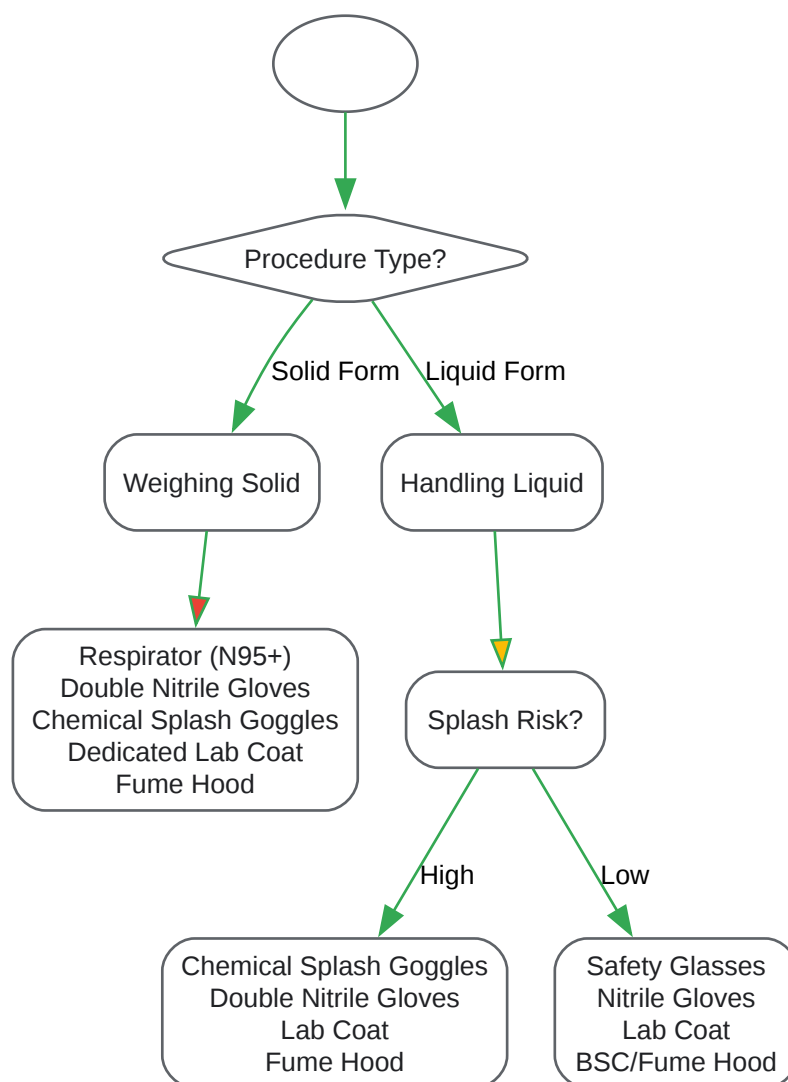 Procedure Type?
Solid Form
Liquid Form
Weighing Solid
Handling Liquid
Respirator (N95+)
Double Nitrile Gloves
Chemical Splash Goggles
Dedicated Lab Coat
Fume Hood
Splash Risk?
High
Low
Chemical Splash Goggles
Double Nitrile Gloves
Lab Coat
Fume Hood
Safety Glasses
Nitrile Gloves
Lab Coat
BSC/Fume Hood